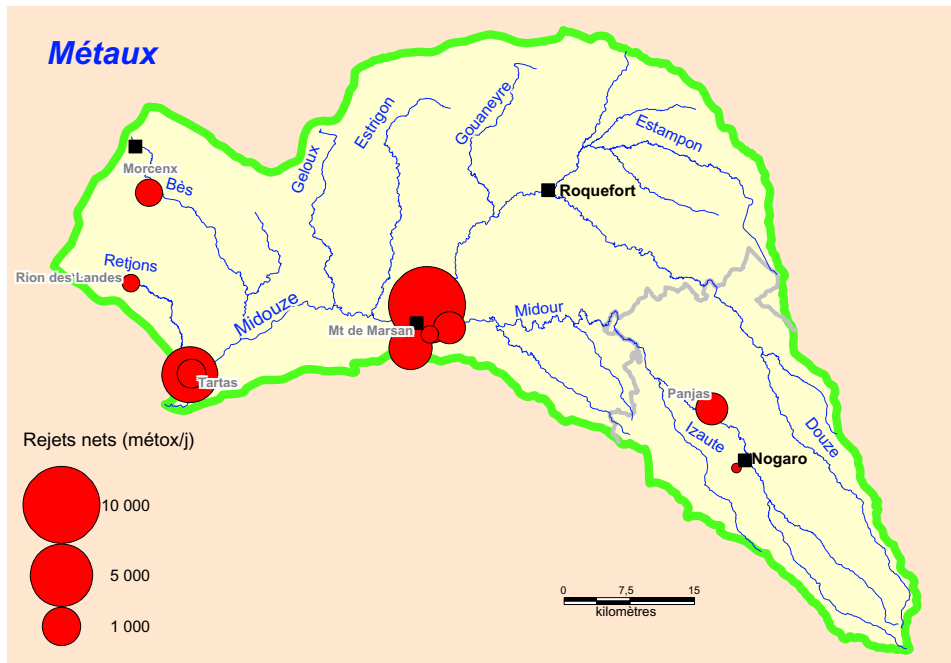 Métaux
Estrigon
Gouaneyre
Estampon
Geloux
Morcenx
Bès
Roquefort
Retjons
Rion des Landes
Midouze
Midour
Mt de Marsan
Tartas
Panjas
Izaute
Douze
Nogaro
Rejets nets (métox/j)
10 000
5 000
1 000
0 7,5 15
kilomètres